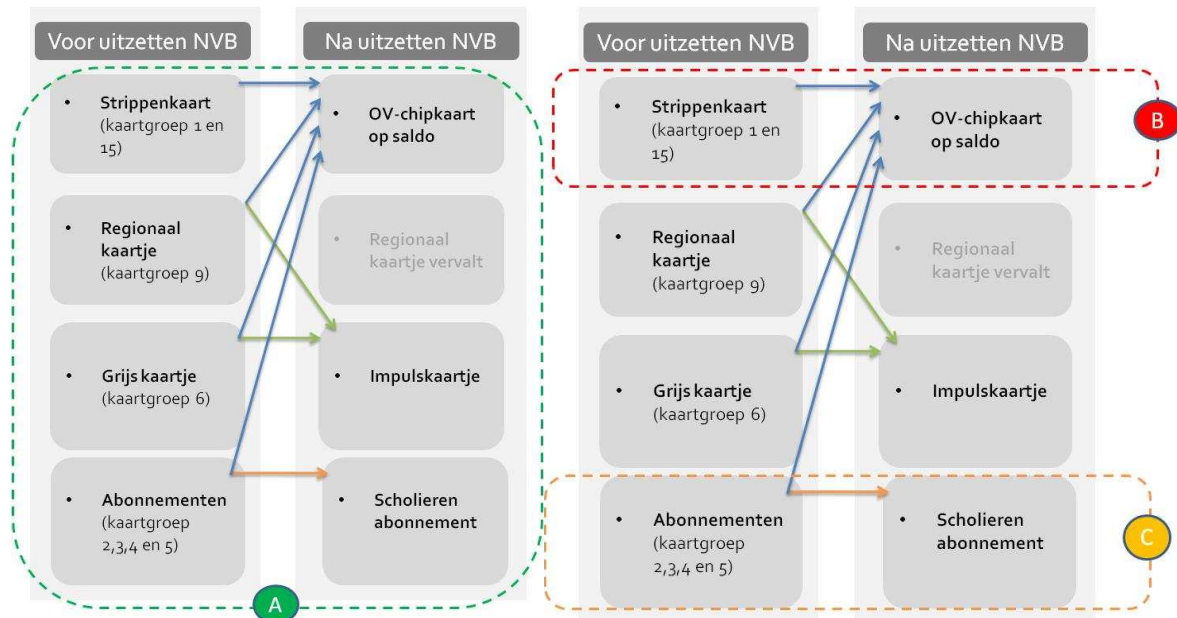 Voor uitzetten NVB
Na uitzetten NVB
• Strippenkaart
(kaartgroep 1 en
15)
• OV-chipkaart
op saldo
• Regionaal
kaartje
(kaartgroep 9)
• Regionaal
kaartje vervalt
• Grijs kaartje
(kaartgroep 6)
• Impulskaartje
• Abonnementen
(kaartgroep
2,3,4 en 5)
• Scholieren
abonnement
A
Voor uitzetten NVB
Na uitzetten NVB
• Strippenkaart
(kaartgroep 1 en
15)
• OV-chipkaart
op saldo
B
• Regionaal
kaartje
(kaartgroep 9)
• Regionaal
kaartje vervalt
• Grijs kaartje
(kaartgroep 6)
• Impulskaartje
• Abonnementen
(kaartgroep
2,3,4 en 5)
• Scholieren
abonnement
C